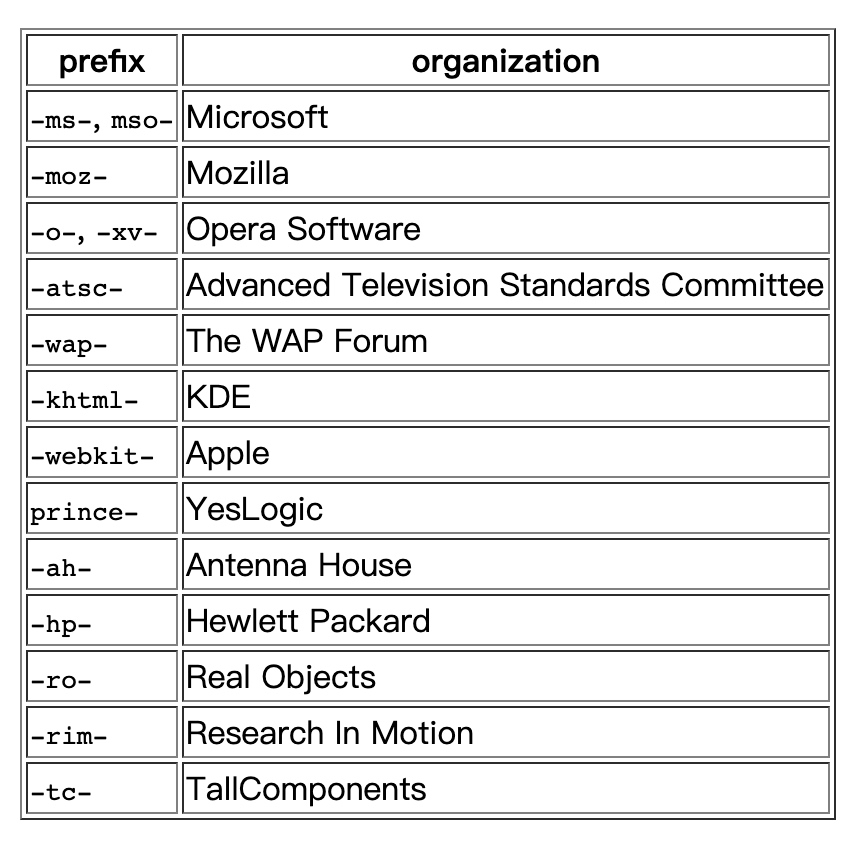 prefix organization
-ms-, mso- Microsoft
-moz- Mozilla
-o-, -xv- Opera Software
-atsc- Advanced Television Standards Committee
-wap- The WAP Forum
-khtml- KDE
-webkit- Apple
prince- YesLogic
-ah- Antenna House
-hp- Hewlett Packard
-ro- Real Objects
-rim- Research In Motion
-tc- TallComponents